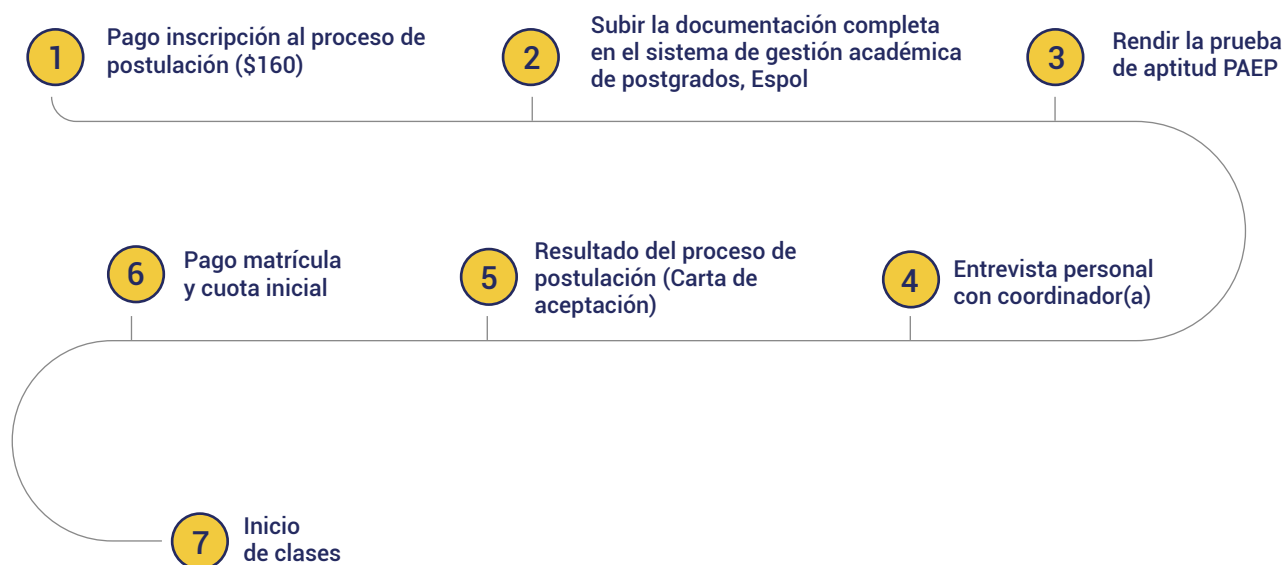 1
Pago inscripción al proceso de
postulación ($160)
2
Subir la documentación completa
en el sistema de gestión académica
de postgrados, Espol
3
Rendir la prueba
de aptitud PAEP
4
Entrevista personal
con coordinador(a)
5
Resultado del proceso de
postulación (Carta de
aceptación)
6
Pago matrícula
y cuota inicial
7
Inicio
de clases